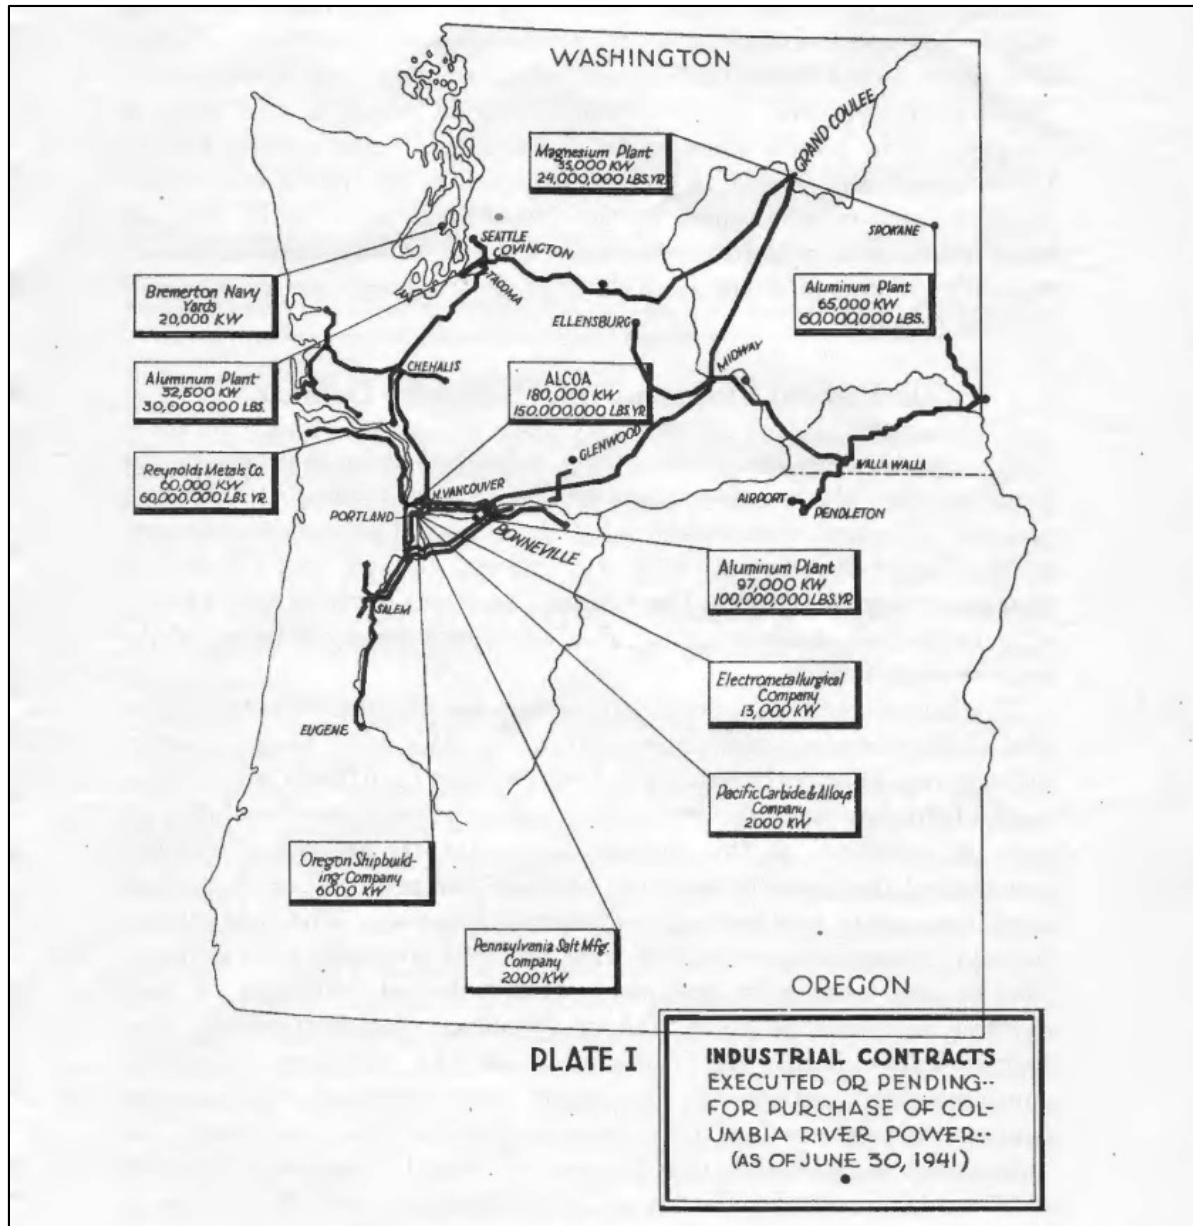 WASHINGTON
GRAND COULEE
Magnesium Plant
35,000 KW
24,000,000 LBS.YR.
SPOKANE
SEATTLE
COVINGTON
TACOMA
Bremerton Navy
Yards
20,000 KW
Aluminum Plant
65,000 KW
60,000,000 LBS.
ELLENSBURG
MIDWAY
CHEHALIS
Aluminum Plant
32,500 KW
30,000,000 LBS.
ALCOA
180,000 KW
150,000,000 LBS.YR.
GLENWOOD
Reynolds Metals Co.
60,000 KW
60,000,000 LBS. YR.
WALLA WALLA
N.VANCOUVER
AIRPORT
PENDLETON
PORTLAND
BONNEVILLE
Aluminum Plant
97,000 KW
100,000,000 LBS.YR
SALEM
Electrometallurgical
Company
13,000 KW
EUGENE
Pacific Carbide & Alloys
Company
2000 KW
Oregon Shipbuild-
ing Company
6000 KW
Pennsylvania Salt Mfg.
Company
2000 KW
OREGON
PLATE I
INDUSTRIAL CONTRACTS
EXECUTED OR PENDING--
FOR PURCHASE OF COL-
UMBIA RIVER POWER--
(AS OF JUNE 30, 1941)